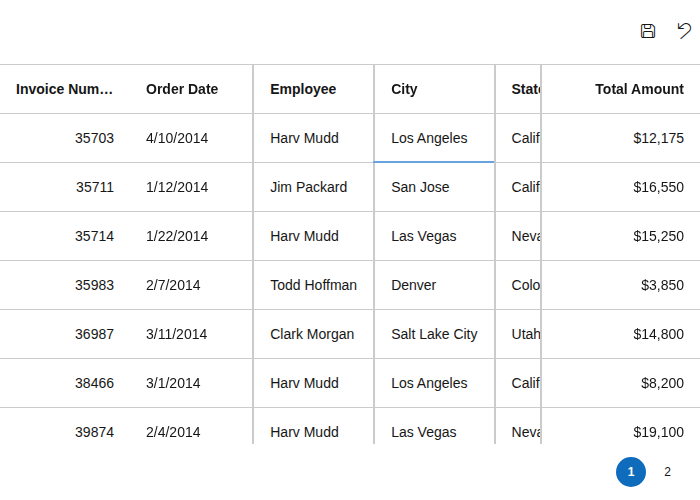 Invoice Num... Order Date Employee City State Total Amount
35703 4/10/2014 Harv Mudd Los Angeles Calif $12,175
35711 1/12/2014 Jim Packard San Jose Calif $16,550
35714 1/22/2014 Harv Mudd Las Vegas Neva $15,250
35983 2/7/2014 Todd Hoffman Denver Colo $3,850
36987 3/11/2014 Clark Morgan Salt Lake City Utah $14,800
38466 3/1/2014 Harv Mudd Los Angeles Calif $8,200
39874 2/4/2014 Harv Mudd Las Vegas Neva $19,100
1 2